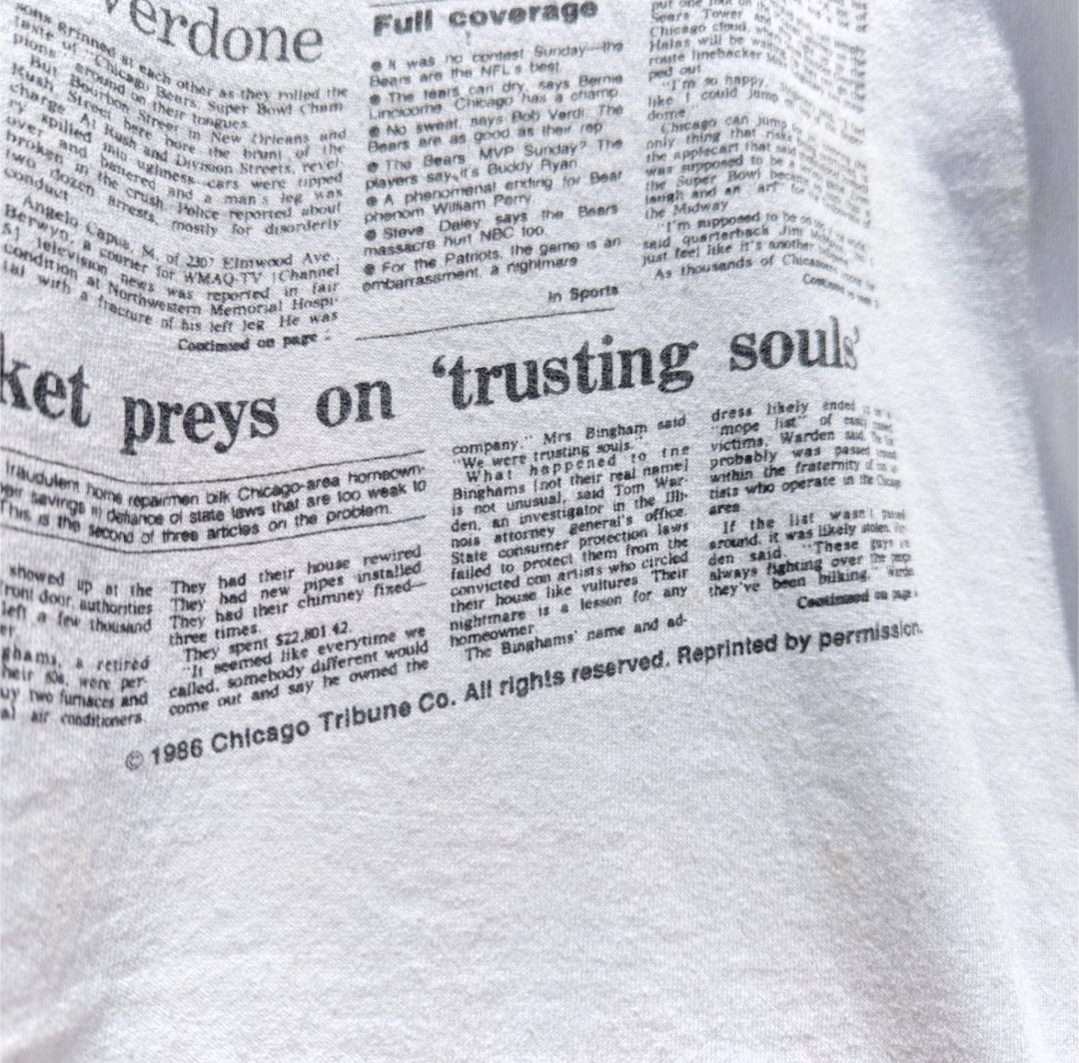 verdone
grinned at each other as they rolled the
taste of "Chicago Bears, Super Bowl Cham
pions" around on their tongues.
But Bourbon Street in New Orleans and
Rush Street here bore the brunt of the
charge. At Rush and Division Streets, revel-
ry spilled into ugliness—cars were tipped
over and battered and a man's leg was
broken in the crush. Police reported about
two dozen arrests, mostly for disorderly
conduct.
Angelo Capua, M, of 2307 Elmwood Ave.,
Berwyn, a courier for WMAQ-TV [Channel
5] television news was reported in fair
condition at Northwestern Memorial Hospi-
tal with a fracture of his left leg. He was
Continued on page
Full coverage
● It was no contest Sunday—the
Bears are the NFL's best.
● The tears can dry, says Bernie
Lincicome. Chicago has a champ.
● No sweat, says Bob Verdi. The
Bears are as good as their rep.
● The Bears' MVP Sunday? The
players say it's Buddy Ryan.
● A phenomenal ending for Bear
phenom William Perry.
● Steve Daley says the Bears
massacre hurt NBC too.
● For the Patriots, the game is an
embarrassment, a nightmare
In Sports
put one foot on
Sears Tower and
Chicago cloud, when
Halas will be waiting
route linebacker
ped out.
"I'm so happy,
like I could jump
dome."
Chicago can jump
only thing that risks
the applecart that said
was supposed to be a
the Super Bowl became
laugh and an "arf" for
the Midway
"I'm supposed to be on
said quarterback Jim
just feel like it's another
As thousands of Chicagoans
Continued
ket preys on 'trusting souls'
fraudulent home repairmen bilk Chicago-area homeown-
eir savings in defiance of state laws that are too weak to
This is the second of three articles on the problem.
showed up at the
front door, authorities
left a few thousand
er.
ghams, a retired
heir 80s, were per-
uy two furnaces and
al air conditioners.
They had their house rewired
They had new pipes installed
They had their chimney fixed—
three times.
They spent $22,801.42.
"It seemed like everytime we
called, somebody different would
come out and say he owned the
company." Mrs. Bingham said
"We were trusting souls."
What happened to the
Binghams [not their real name]
is not unusual, said Tom War-
den, an investigator in the Illi-
nois attorney general's office.
State consumer protection laws
failed to protect them from the
convicted con artists who circled
their house like vultures. Their
nightmare is a lesson for any
homeowner.
The Binghams' name and ad-
dress likely ended
"mope list" of
victims, Warden said.
probably was passed
within the fraternity of
tists who operate in the Chicago
area
If the list wasn't passed
around, it was likely stolen,
den said. "These guys
always fighting over the people
they've been bilking."
Continued on page
© 1986 Chicago Tribune Co. All rights reserved. Reprinted by permission.